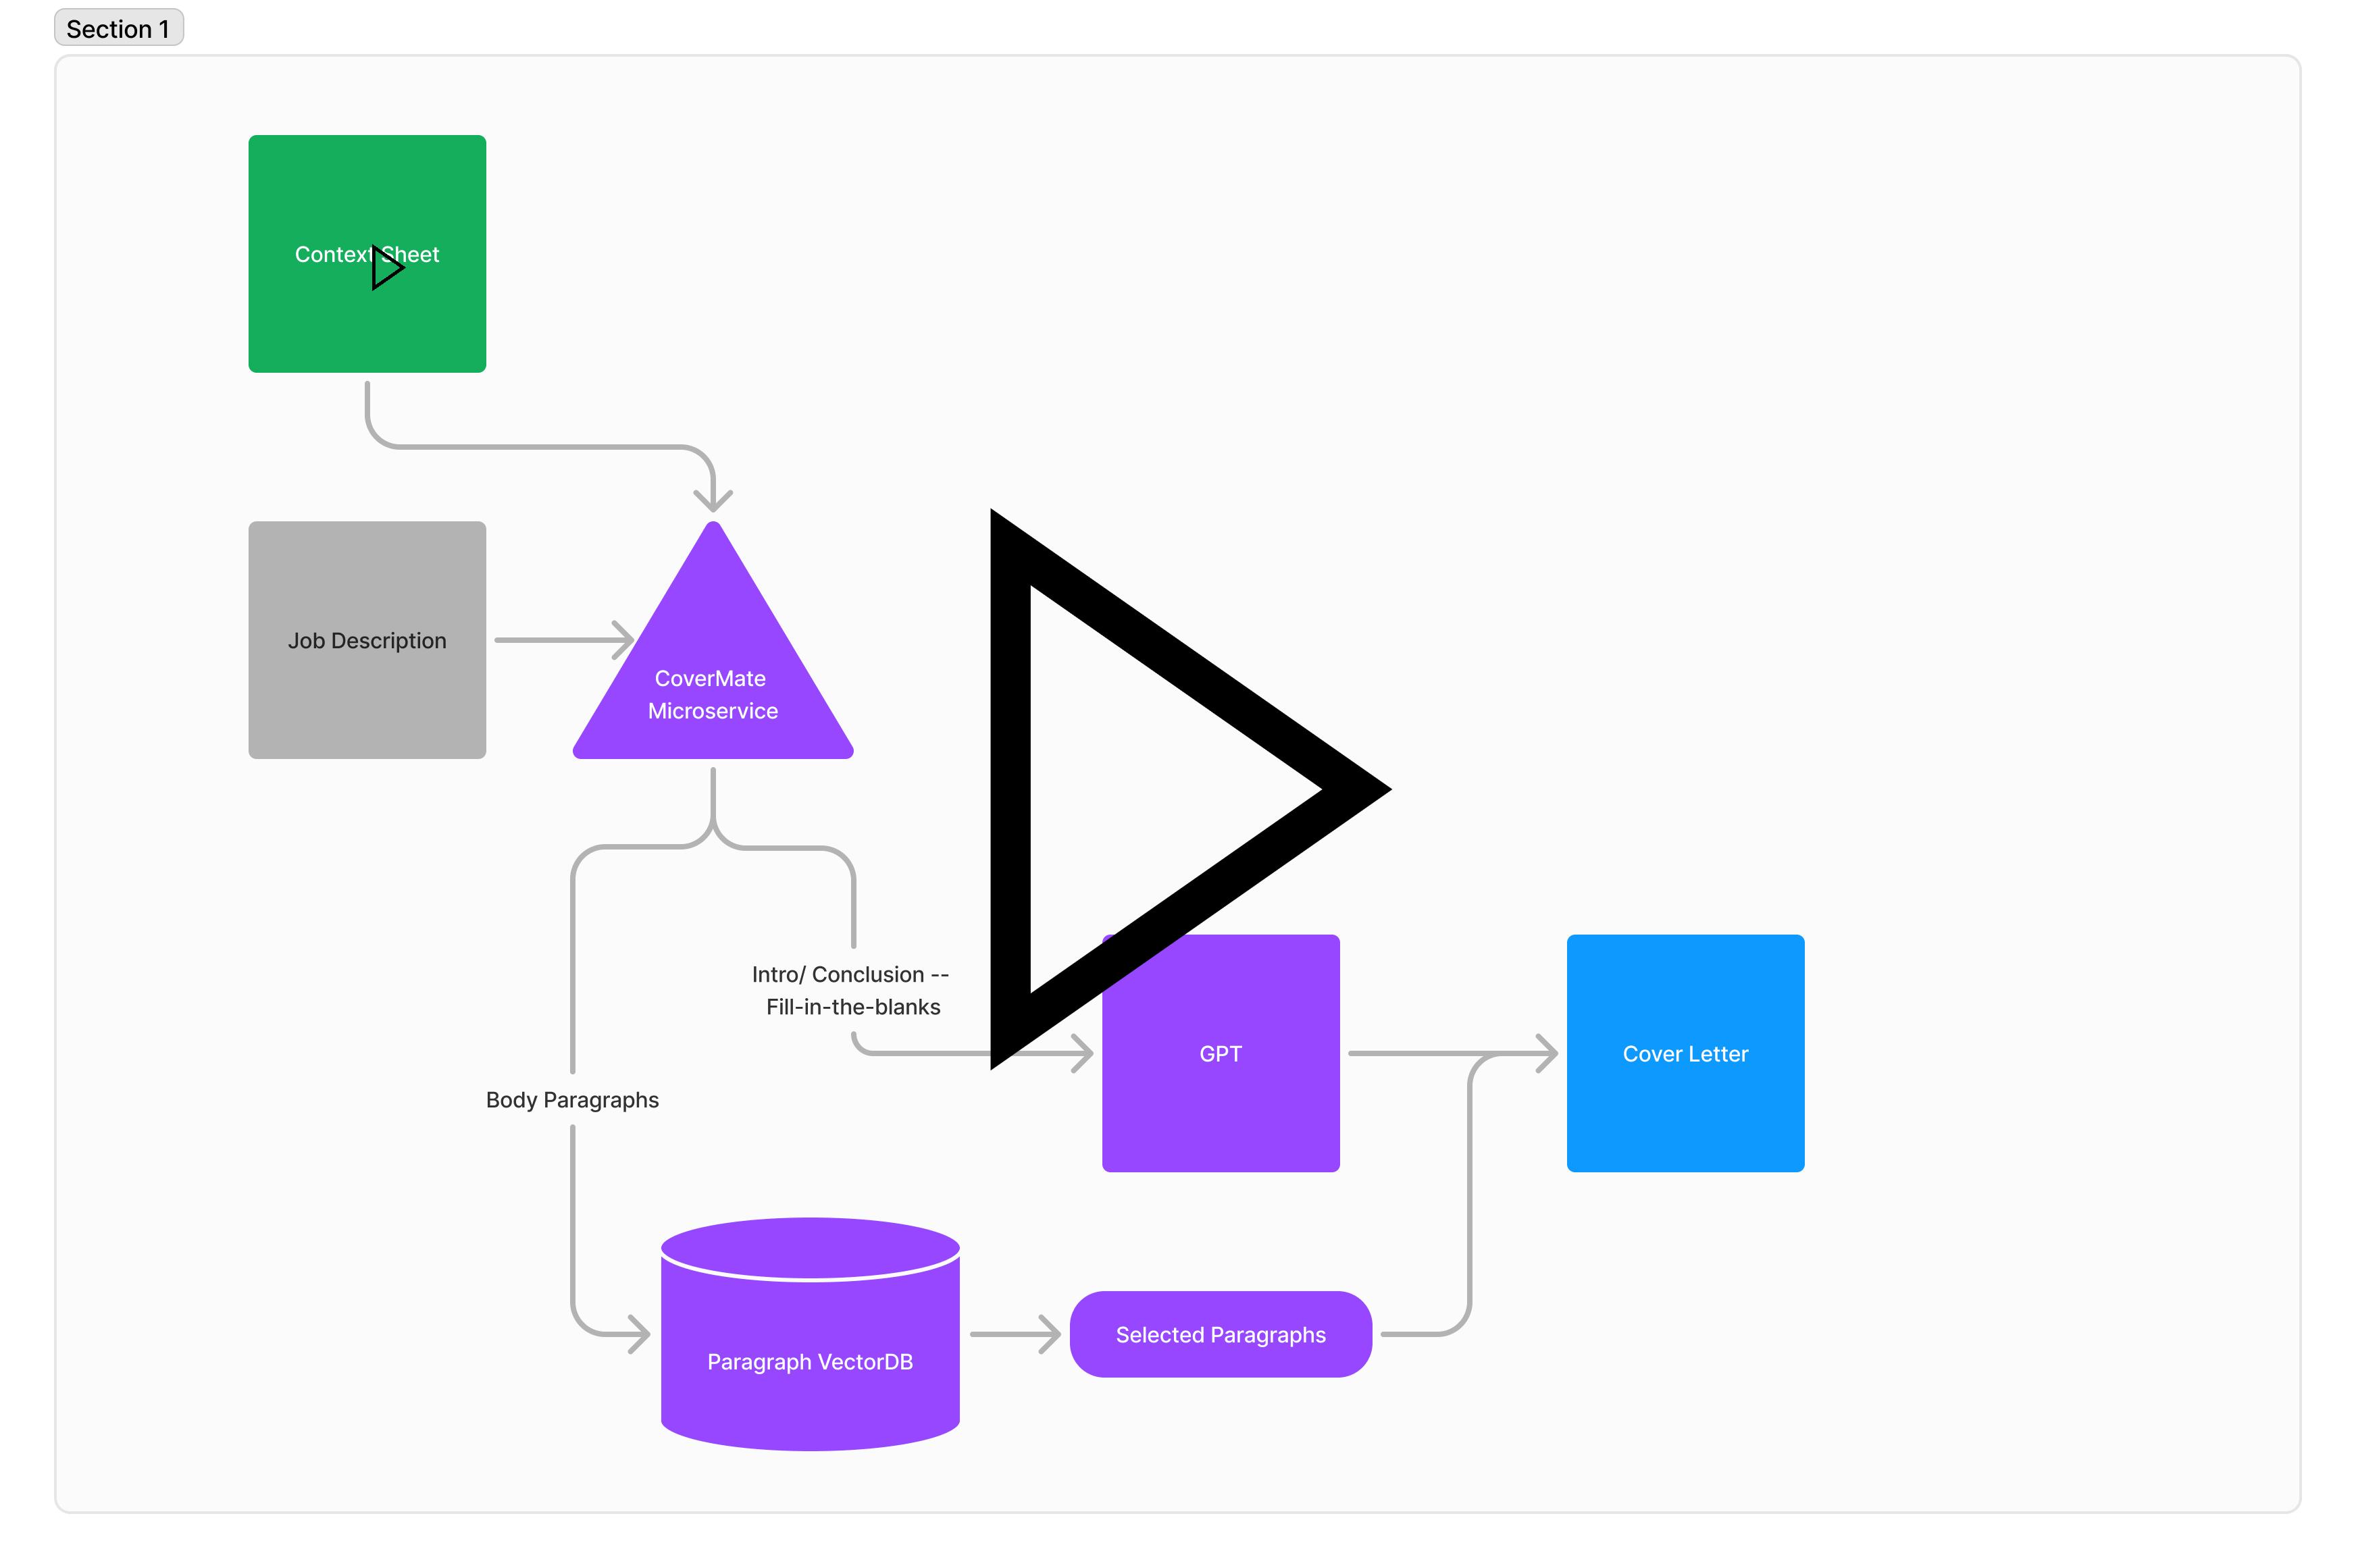 Section 1
Context Sheet
Job Description
CoverMate
Microservice
Intro/ Conclusion --
Fill-in-the-blanks
GPT
Cover Letter
Body Paragraphs
Paragraph VectorDB
Selected Paragraphs